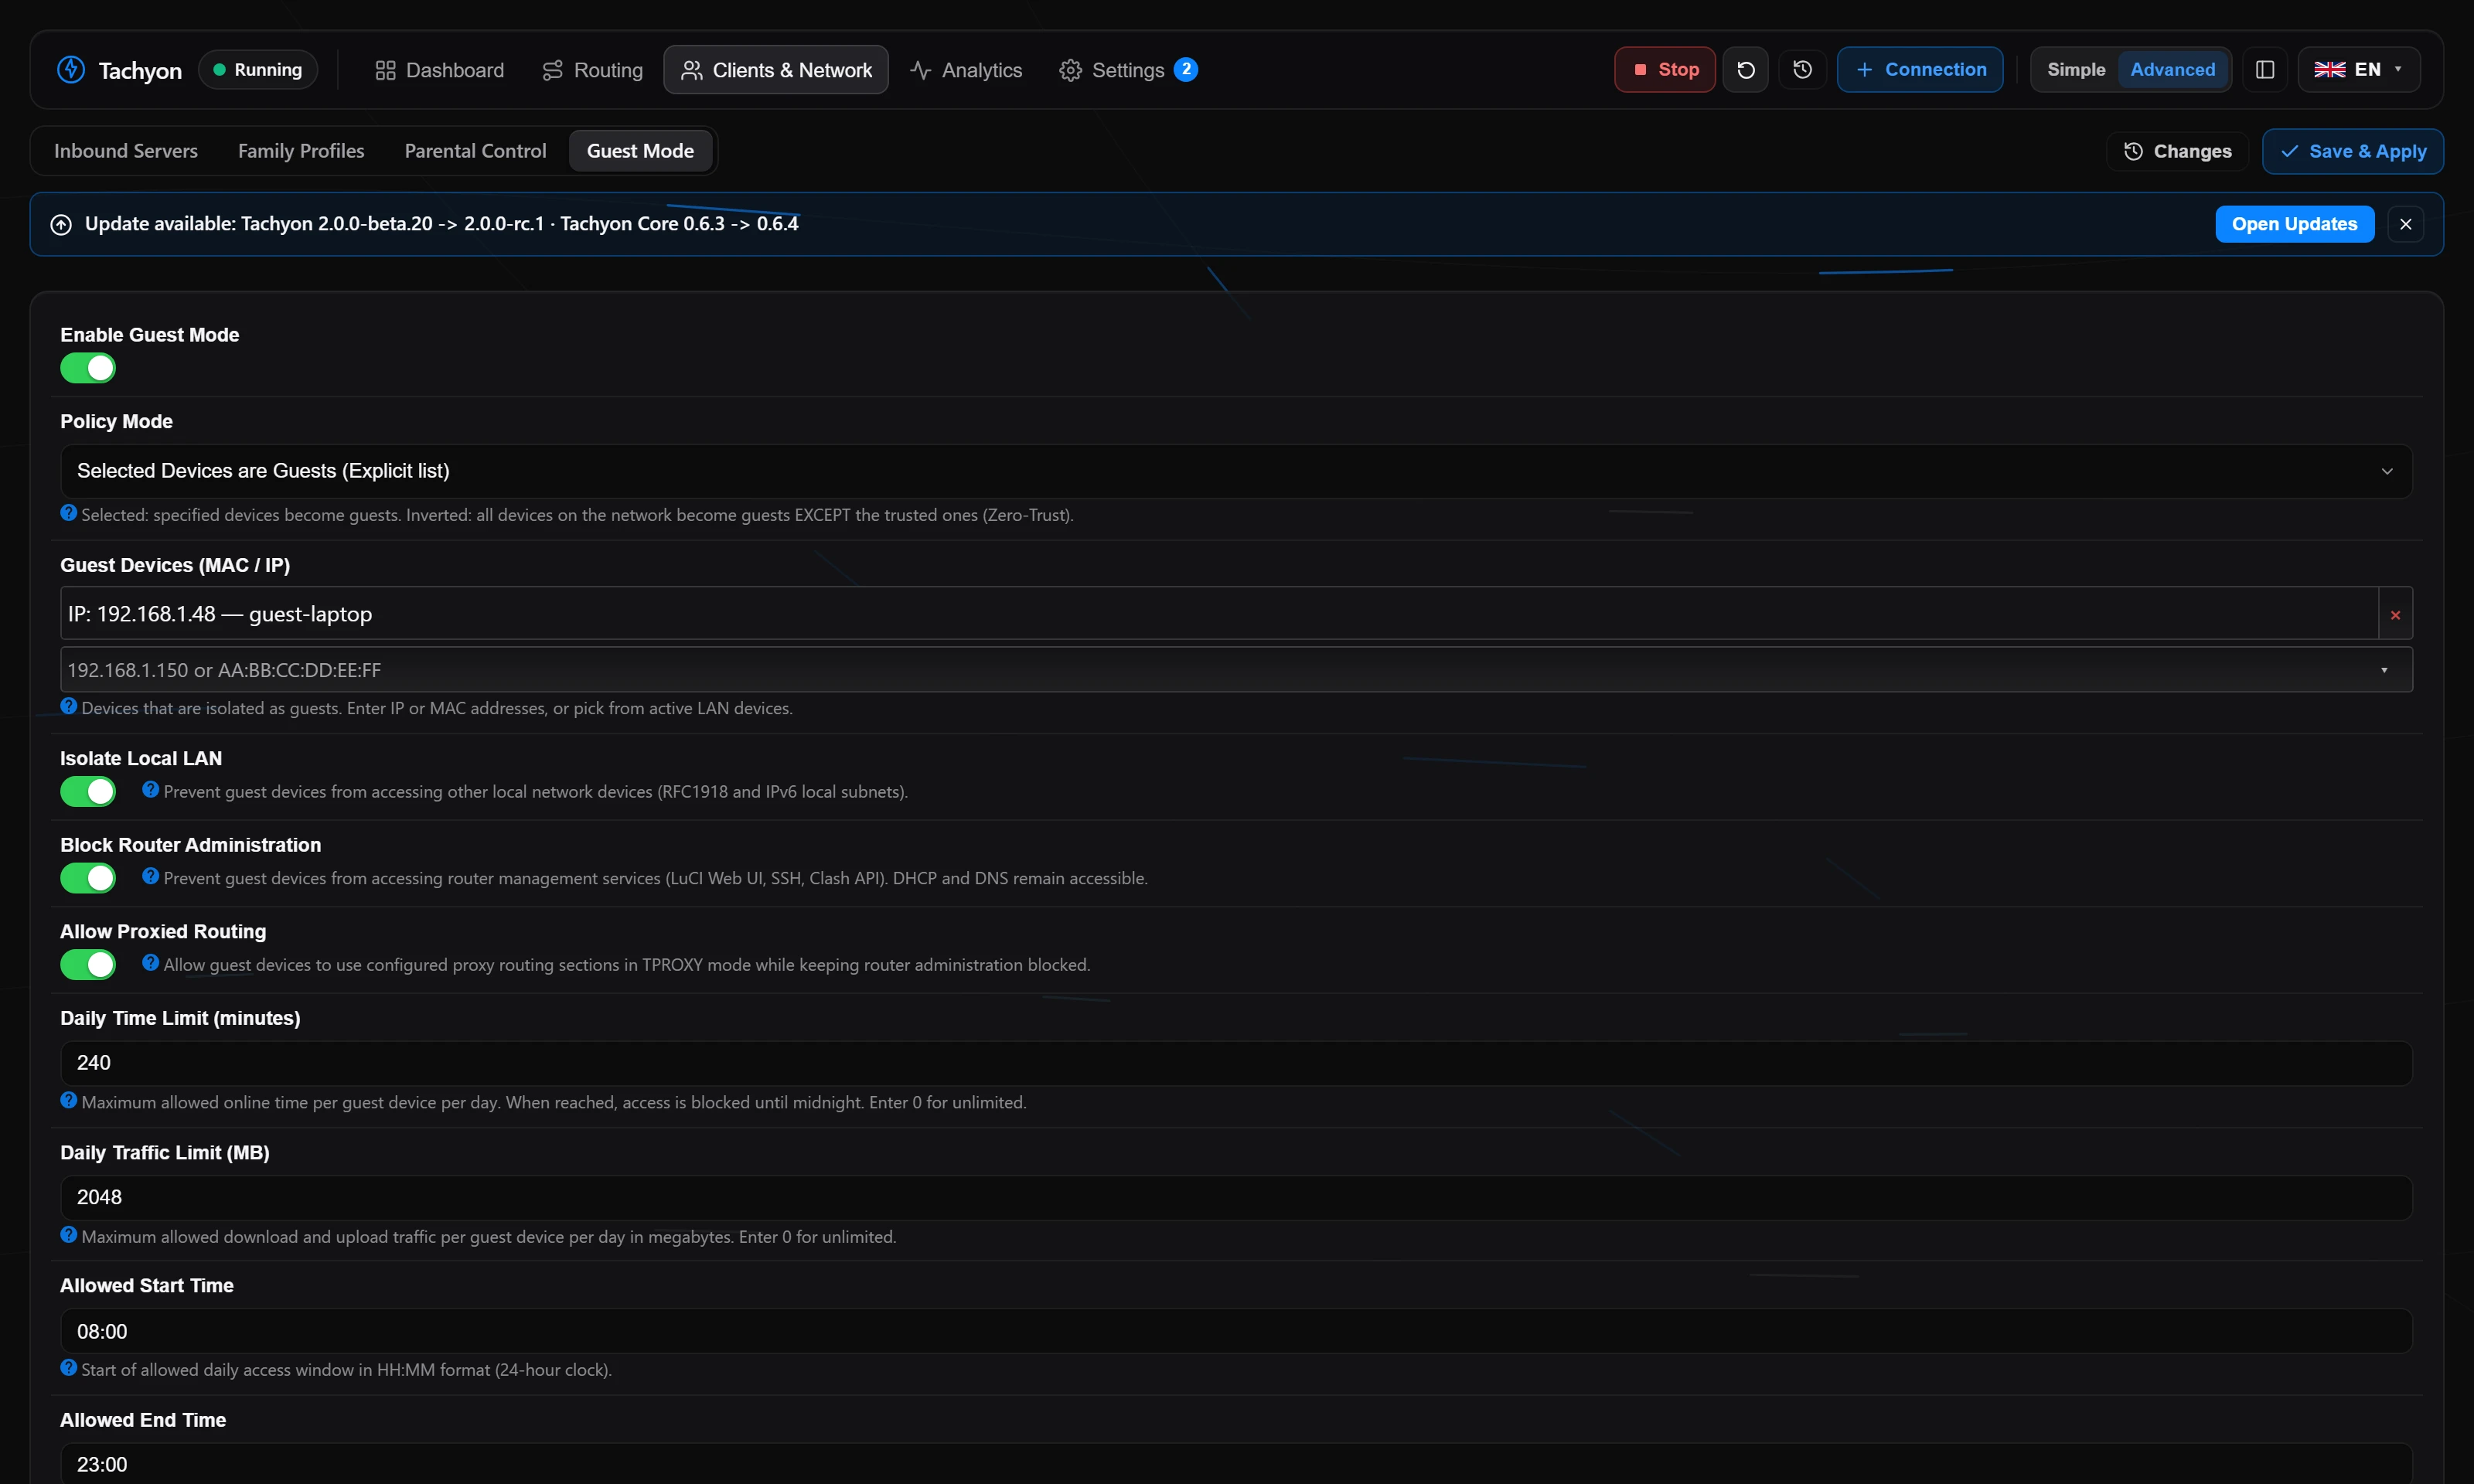 Tachyon
Running
Dashboard
Routing
Clients & Network
Analytics
Settings 2
Stop
+ Connection
Simple
Advanced
EN
Inbound Servers
Family Profiles
Parental Control
Guest Mode
Changes
Save & Apply
Update available: Tachyon 2.0.0-beta.20 -> 2.0.0-rc.1 · Tachyon Core 0.6.3 -> 0.6.4
Open Updates
Enable Guest Mode
Policy Mode
Selected Devices are Guests (Explicit list)
? Selected: specified devices become guests. Inverted: all devices on the network become guests EXCEPT the trusted ones (Zero-Trust).
Guest Devices (MAC / IP)
IP: 192.168.1.48 — guest-laptop
192.168.1.150 or AA:BB:CC:DD:EE:FF
? Devices that are isolated as guests. Enter IP or MAC addresses, or pick from active LAN devices.
Isolate Local LAN
? Prevent guest devices from accessing other local network devices (RFC1918 and IPv6 local subnets).
Block Router Administration
? Prevent guest devices from accessing router management services (LuCI Web UI, SSH, Clash API). DHCP and DNS remain accessible.
Allow Proxied Routing
? Allow guest devices to use configured proxy routing sections in TPROXY mode while keeping router administration blocked.
Daily Time Limit (minutes)
240
? Maximum allowed online time per guest device per day. When reached, access is blocked until midnight. Enter 0 for unlimited.
Daily Traffic Limit (MB)
2048
? Maximum allowed download and upload traffic per guest device per day in megabytes. Enter 0 for unlimited.
Allowed Start Time
08:00
? Start of allowed daily access window in HH:MM format (24-hour clock).
Allowed End Time
23:00